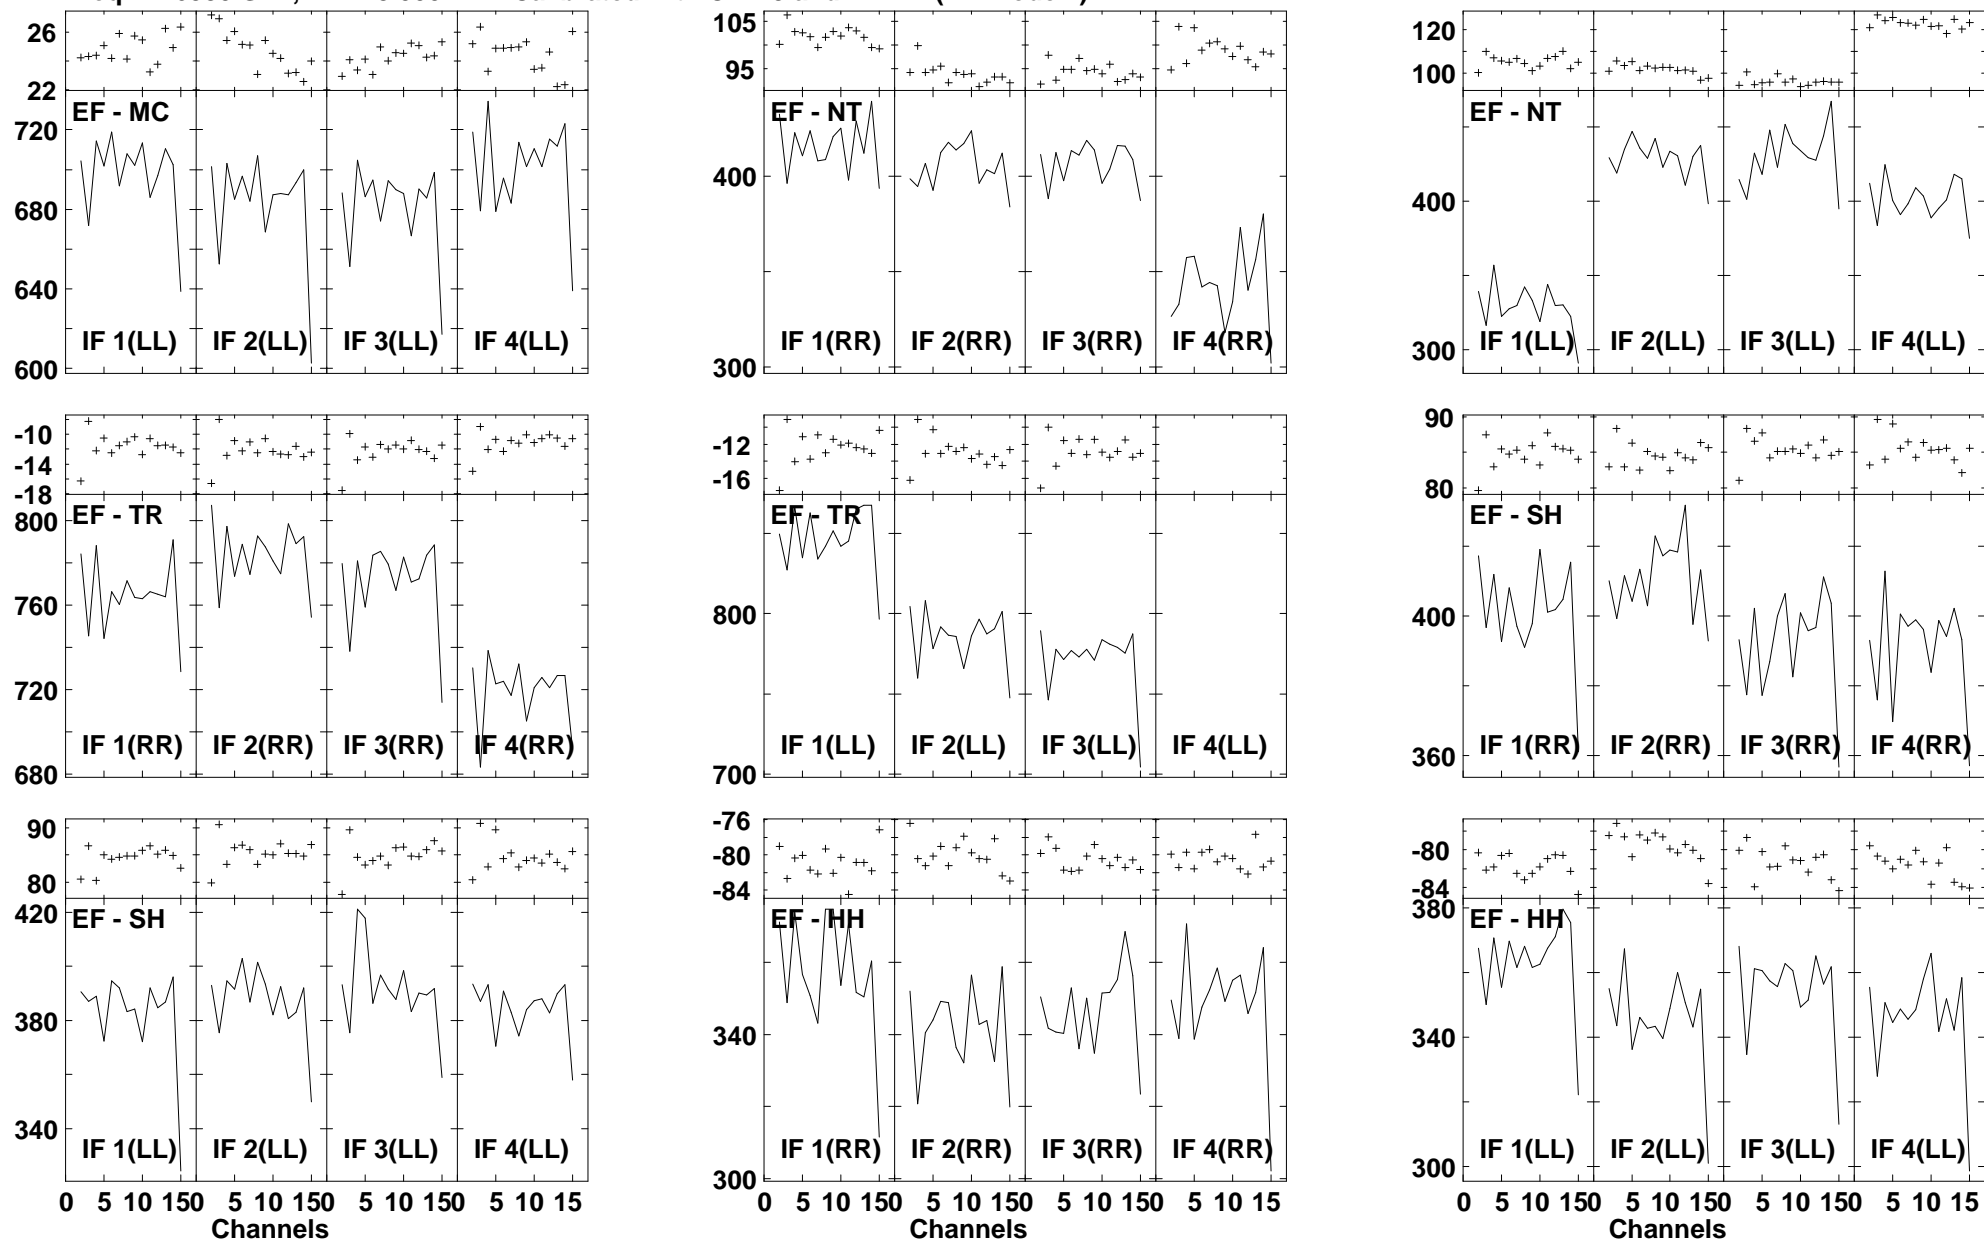 26 22 105 95 120 100
EF - MC EF - NT EF - NT
720 680 640 600 400 300 400 300
IF 1(LL) IF 2(LL) IF 3(LL) IF 4(LL) IF 1(RR) IF 2(RR) IF 3(RR) IF 4(RR) IF 1(LL) IF 2(LL) IF 3(LL) IF 4(LL)
-10 -14 -18 -12 -16 90 80
EF - TR EF - TR EF - SH
800 760 720 680 800 700 400 360
IF 1(RR) IF 2(RR) IF 3(RR) IF 4(RR) IF 1(LL) IF 2(LL) IF 3(LL) IF 4(LL) IF 1(RR) IF 2(RR) IF 3(RR) IF 4(RR)
90 80 -76 -80 -84 -80 -84
EF - SH EF - HH EF - HH
420 380 340 340 300 380 340 300
IF 1(LL) IF 2(LL) IF 3(LL) IF 4(LL) IF 1(RR) IF 2(RR) IF 3(RR) IF 4(RR) IF 1(LL) IF 2(LL) IF 3(LL) IF 4(LL)
0 5 10 150 5 10 150 5 10 150 5 10 15 0 5 10 150 5 10 150 5 10 150 5 10 15 0 5 10 150 5 10 150 5 10 150 5 10 15
Channels Channels Channels